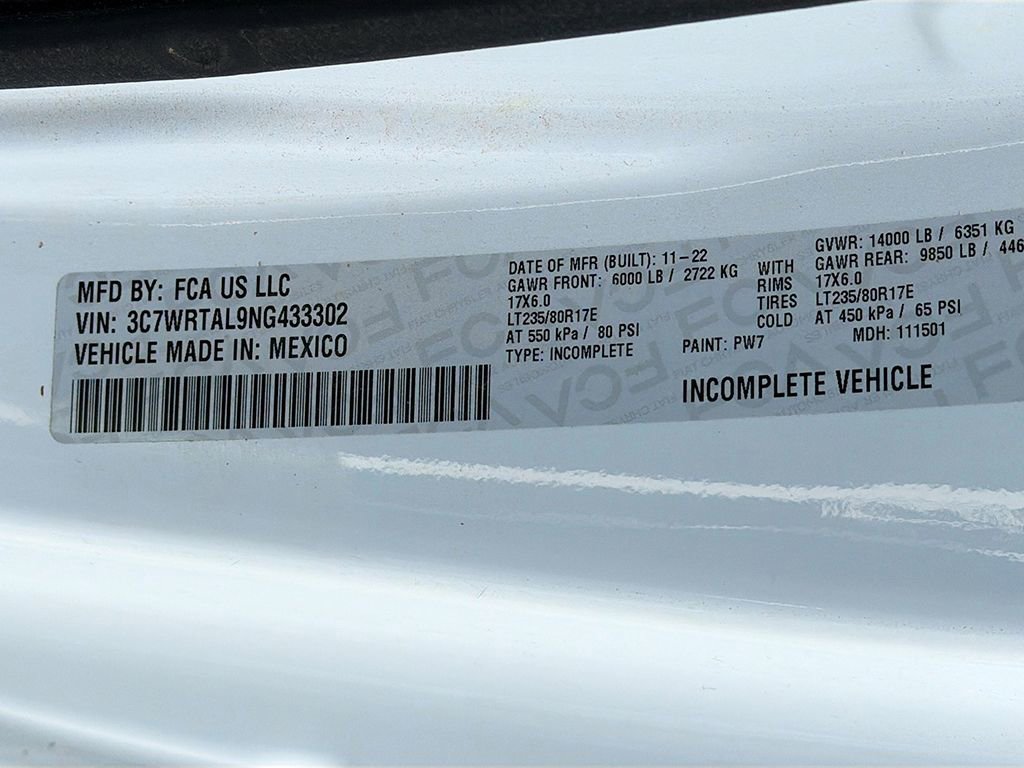 MFD BY: FCA US LLC
VIN: 3C7WRTAL9NG433302
VEHICLE MADE IN: MEXICO
DATE OF MFR (BUILT): 11-22
GVWR: 14000 LB / 6351 KG
GAWR FRONT: 6000 LB / 2722 KG WITH GAWR REAR: 9850 LB / 446
17X6.0 RIMS 17X6.0
LT235/80R17E TIRES LT235/80R17E
AT 550 kPa / 80 PSI COLD AT 450 kPa / 65 PSI
TYPE: INCOMPLETE PAINT: PW7 MDH: 111501
INCOMPLETE VEHICLE